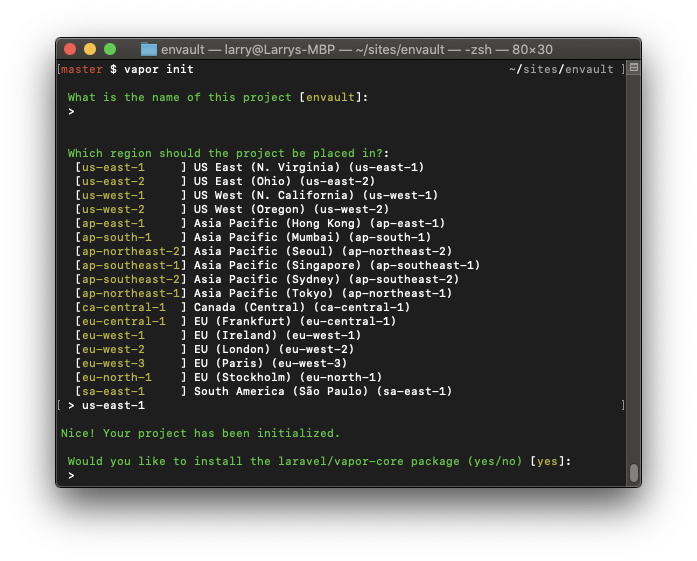 envault — larry@Larrys-MBP — ~/sites/envault — -zsh — 80×30
[master $ vapor init ~/sites/envault ]
What is the name of this project [envault]:
>
Which region should the project be placed in?:
[us-east-1     ] US East (N. Virginia) (us-east-1)
[us-east-2     ] US East (Ohio) (us-east-2)
[us-west-1     ] US West (N. California) (us-west-1)
[us-west-2     ] US West (Oregon) (us-west-2)
[ap-east-1     ] Asia Pacific (Hong Kong) (ap-east-1)
[ap-south-1    ] Asia Pacific (Mumbai) (ap-south-1)
[ap-northeast-2] Asia Pacific (Seoul) (ap-northeast-2)
[ap-southeast-1] Asia Pacific (Singapore) (ap-southeast-1)
[ap-southeast-2] Asia Pacific (Sydney) (ap-southeast-2)
[ap-northeast-1] Asia Pacific (Tokyo) (ap-northeast-1)
[ca-central-1  ] Canada (Central) (ca-central-1)
[eu-central-1  ] EU (Frankfurt) (eu-central-1)
[eu-west-1     ] EU (Ireland) (eu-west-1)
[eu-west-2     ] EU (London) (eu-west-2)
[eu-west-3     ] EU (Paris) (eu-west-3)
[eu-north-1    ] EU (Stockholm) (eu-north-1)
[sa-east-1     ] South America (São Paulo) (sa-east-1)
[ > us-east-1 ]
Nice! Your project has been initialized.
Would you like to install the laravel/vapor-core package (yes/no) [yes]:
>